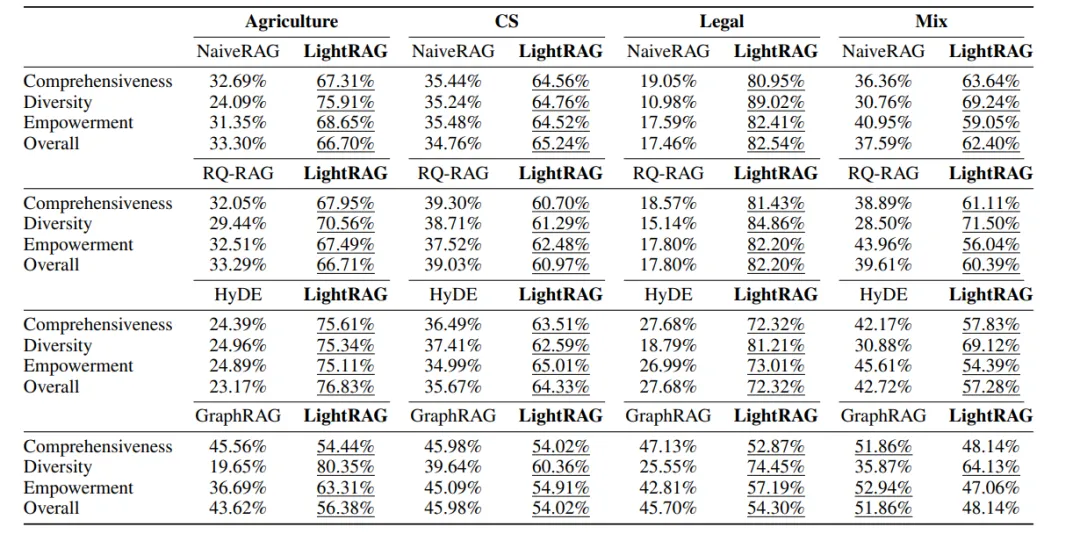 Agriculture CS Legal Mix
NaiveRAG LightRAG NaiveRAG LightRAG NaiveRAG LightRAG NaiveRAG LightRAG
Comprehensiveness 32.69% 67.31% 35.44% 64.56% 19.05% 80.95% 36.36% 63.64%
Diversity 24.09% 75.91% 35.24% 64.76% 10.98% 89.02% 30.76% 69.24%
Empowerment 31.35% 68.65% 35.48% 64.52% 17.59% 82.41% 40.95% 59.05%
Overall 33.30% 66.70% 34.76% 65.24% 17.46% 82.54% 37.59% 62.40%
RQ-RAG LightRAG RQ-RAG LightRAG RQ-RAG LightRAG RQ-RAG LightRAG
Comprehensiveness 32.05% 67.95% 39.30% 60.70% 18.57% 81.43% 38.89% 61.11%
Diversity 29.44% 70.56% 38.71% 61.29% 15.14% 84.86% 28.50% 71.50%
Empowerment 32.51% 67.49% 37.52% 62.48% 17.80% 82.20% 43.96% 56.04%
Overall 33.29% 66.71% 39.03% 60.97% 17.80% 82.20% 39.61% 60.39%
HyDE LightRAG HyDE LightRAG HyDE LightRAG HyDE LightRAG
Comprehensiveness 24.39% 75.61% 36.49% 63.51% 27.68% 72.32% 42.17% 57.83%
Diversity 24.96% 75.34% 37.41% 62.59% 18.79% 81.21% 30.88% 69.12%
Empowerment 24.89% 75.11% 34.99% 65.01% 26.99% 73.01% 45.61% 54.39%
Overall 23.17% 76.83% 35.67% 64.33% 27.68% 72.32% 42.72% 57.28%
GraphRAG LightRAG GraphRAG LightRAG GraphRAG LightRAG GraphRAG LightRAG
Comprehensiveness 45.56% 54.44% 45.98% 54.02% 47.13% 52.87% 51.86% 48.14%
Diversity 19.65% 80.35% 39.64% 60.36% 25.55% 74.45% 35.87% 64.13%
Empowerment 36.69% 63.31% 45.09% 54.91% 42.81% 57.19% 52.94% 47.06%
Overall 43.62% 56.38% 45.98% 54.02% 45.70% 54.30% 51.86% 48.14%